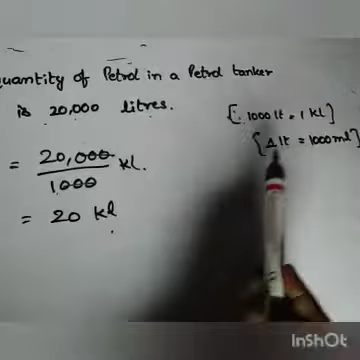 Quantity of Petrol in a Petrol tanker
is 20,000 litres.
[∵ 1000 lt = 1 kl]
{1 lt = 1000 ml}
= 20,000/1000 kl.
= 20 kl
InShOt